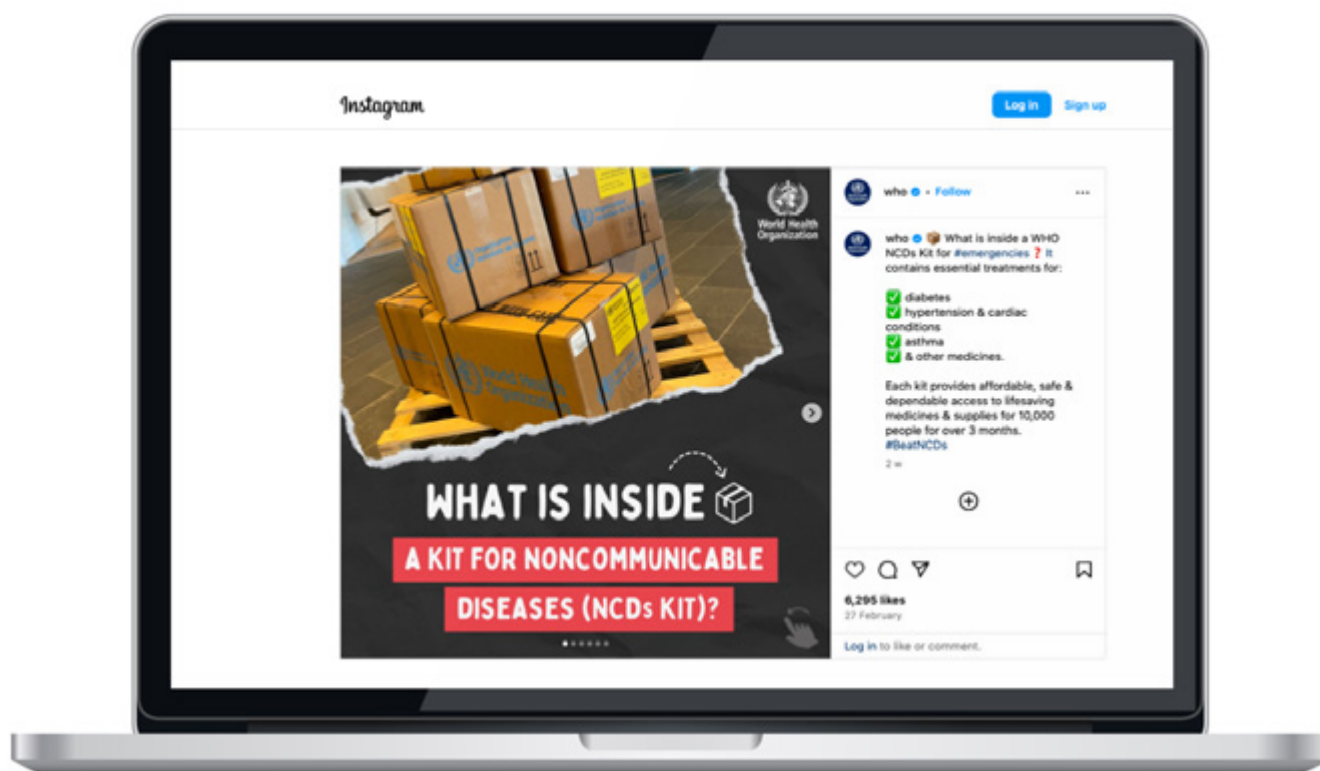 Instagram
Log in
Sign up
World Health
Organization
World Health
Organization
WHAT IS INSIDE
A KIT FOR NONCOMMUNICABLE
DISEASES (NCDs KIT)?
who • Follow
who 📦 What is inside a WHO
NCDs Kit for #emergencies ❓ It
contains essential treatments for:
✅ diabetes
✅ hypertension & cardiac
conditions
✅ asthma
✅ & other medicines.
Each kit provides affordable, safe &
dependable access to lifesaving
medicines & supplies for 10,000
people for over 3 months.
#BeatNCDs
2 w
6,295 likes
27 February
Log in to like or comment.